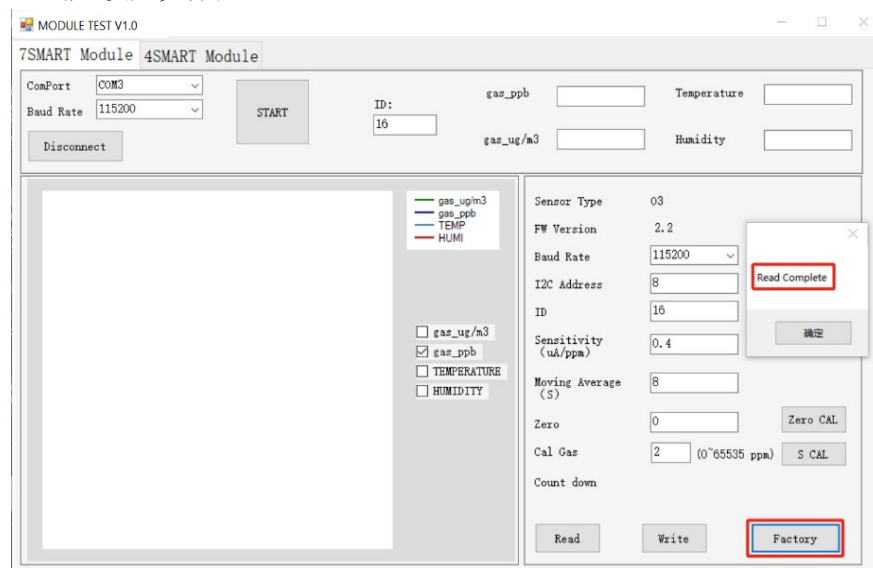 MODULE TEST V1.0
7SMART Module 4SMART Module
ComPort COM3
Baud Rate 115200
Disconnect
START
ID:
16
gas_ppb
gas_ug/m3
Temperature
Humidity
gas_ug/m3
gas_ppb
TEMP
HUMI
gas_ug/m3
gas_ppb
TEMPERATURE
HUMIDITY
Sensor Type O3
FW Version 2.2
Baud Rate 115200
I2C Address 8
ID 16
Sensitivity
(uA/ppm) 0.4
Moving Average
(S) 8
Zero 0 Zero CAL
Cal Gas 2 (0~65535 ppm) S CAL
Count down
Read Write Factory
Read Complete
确定